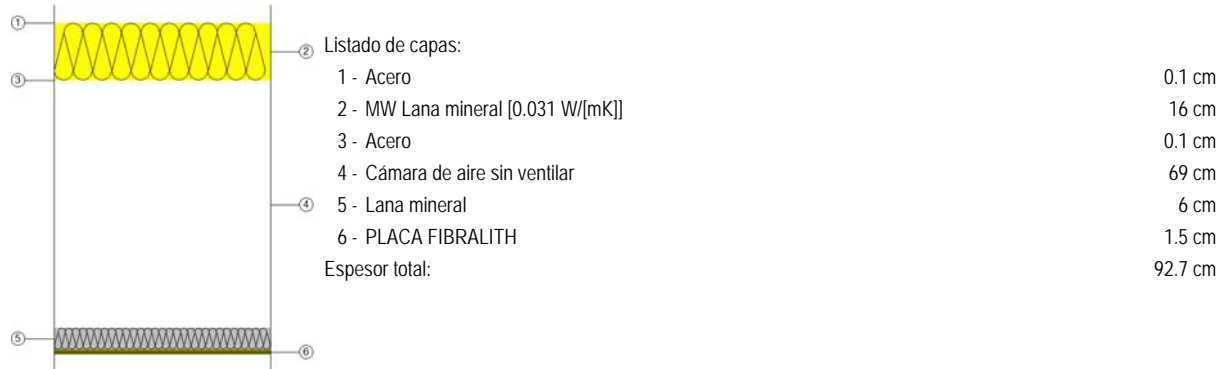 Listado de capas:
1 - Acero 0.1 cm
2 - MW Lana mineral [0.031 W/[mK]] 16 cm
3 - Acero 0.1 cm
4 - Cámara de aire sin ventilar 69 cm
5 - Lana mineral 6 cm
6 - PLACA FIBRALITH 1.5 cm
Espesor total: 92.7 cm
1
2
3
4
5
6